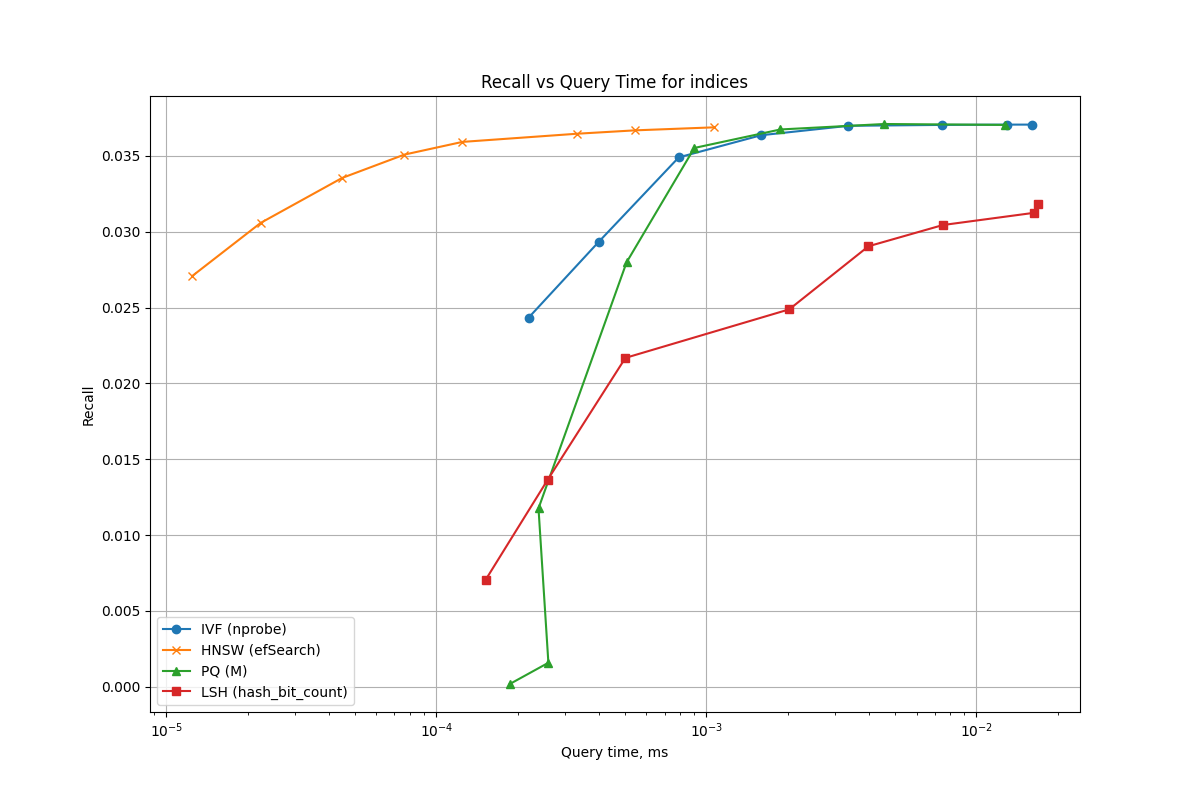 Recall vs Query Time for indices
Recall
0.035
0.030
0.025
0.020
0.015
0.010
0.005
0.000
IVF (nprobe)
HNSW (efSearch)
PQ (M)
LSH (hash_bit_count)
10⁻⁵
10⁻⁴
10⁻³
10⁻²
Query time, ms